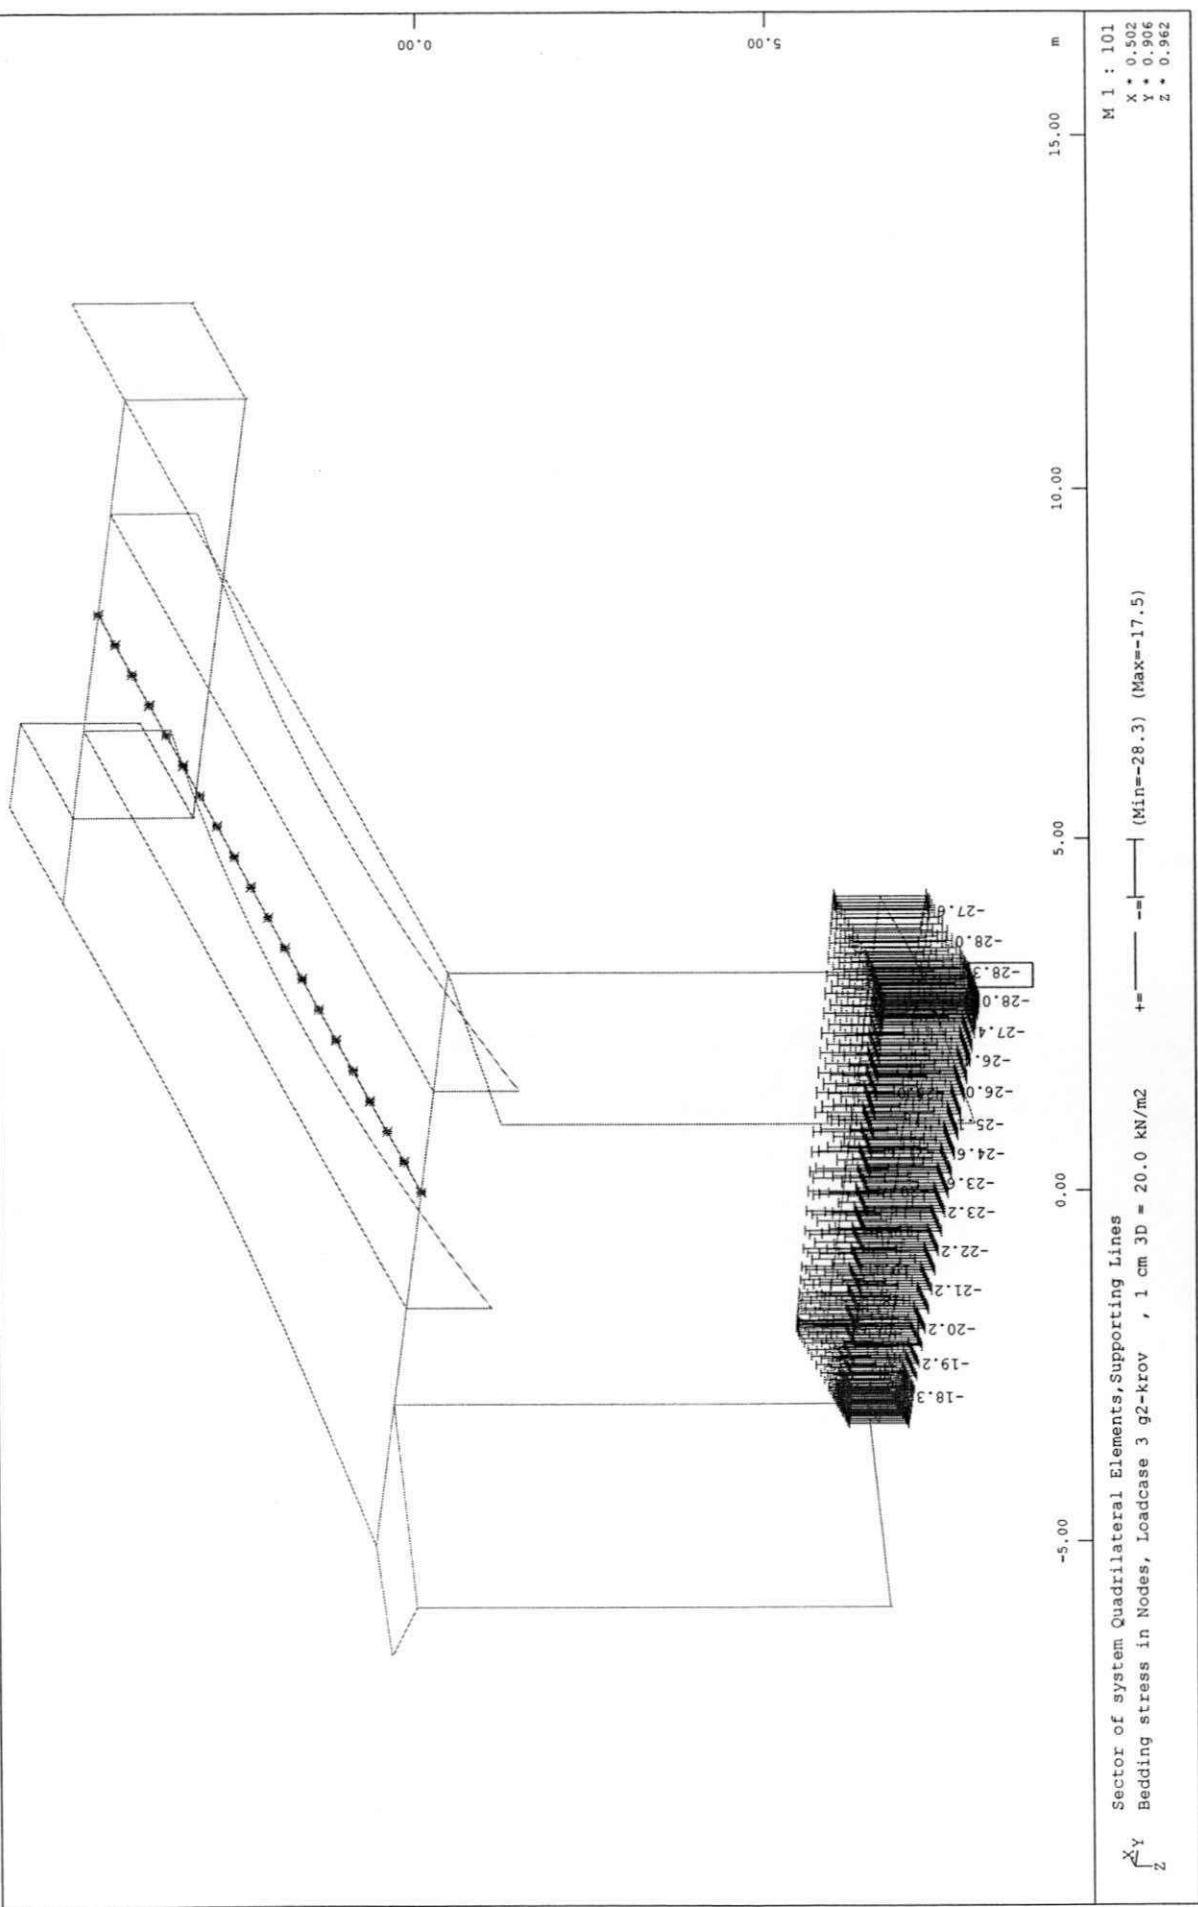 0.00
5.00
m
-27.6
-28.0
-28.3
-28.0
-27.4
-26.0
-24.6
-23.6
-23.2
-22.2
-21.2
-20.2
-19.2
-18.3
-5.00
0.00
5.00
10.00
15.00
M 1 : 101
X * 0.502
Y * 0.906
Z * 0.962
X
Y
Z
Sector of system Quadrilateral Elements,Supporting Lines
Bedding stress in Nodes, Loadcase 3 g2-krov , 1 cm 3D = 20.0 kN/m2 += -= (Min=-28.3) (Max=-17.5)